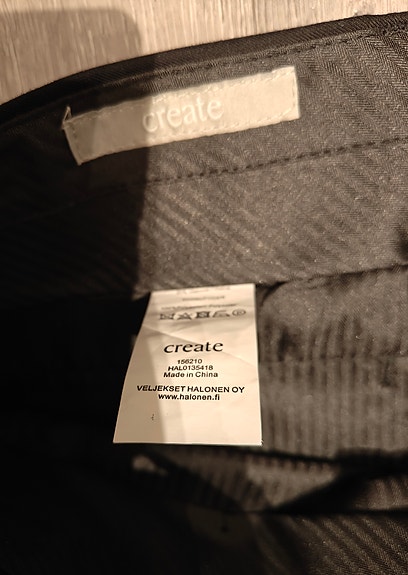 create
create
156210
HAL0135418
Made in China
VELJEKSET HALONEN OY
www.halonen.fi